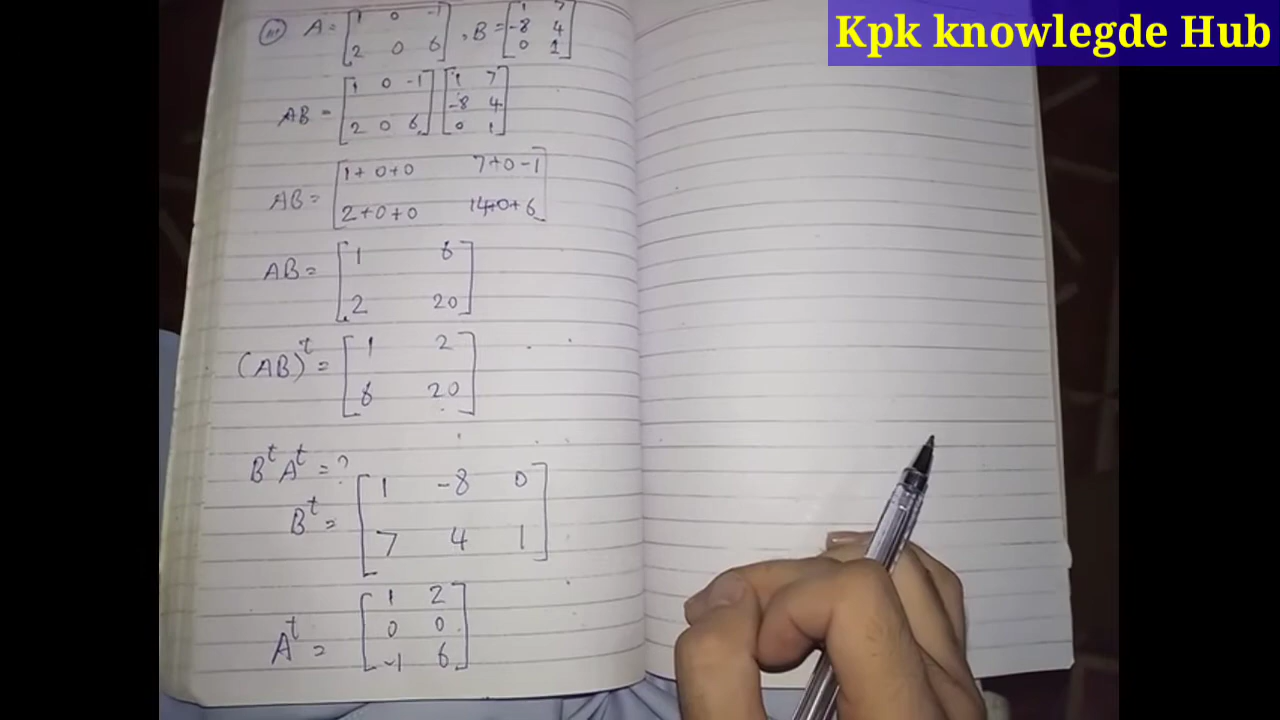 Kpk knowlegde Hub
(iii) A = [1 0 -1 / 2 0 6] , B = [1 7 / -8 4 / 0 1]
AB = [1 0 -1 / 2 0 6] [1 7 / -8 4 / 0 1]
AB = [1+0+0 7+0-1 / 2+0+0 14+0+6]
AB = [1 6 / 2 20]
(AB)^t = [1 2 / 6 20]
B^t A^t = ?
B^t = [1 -8 0 / 7 4 1]
A^t = [1 2 / 0 0 / -1 6]